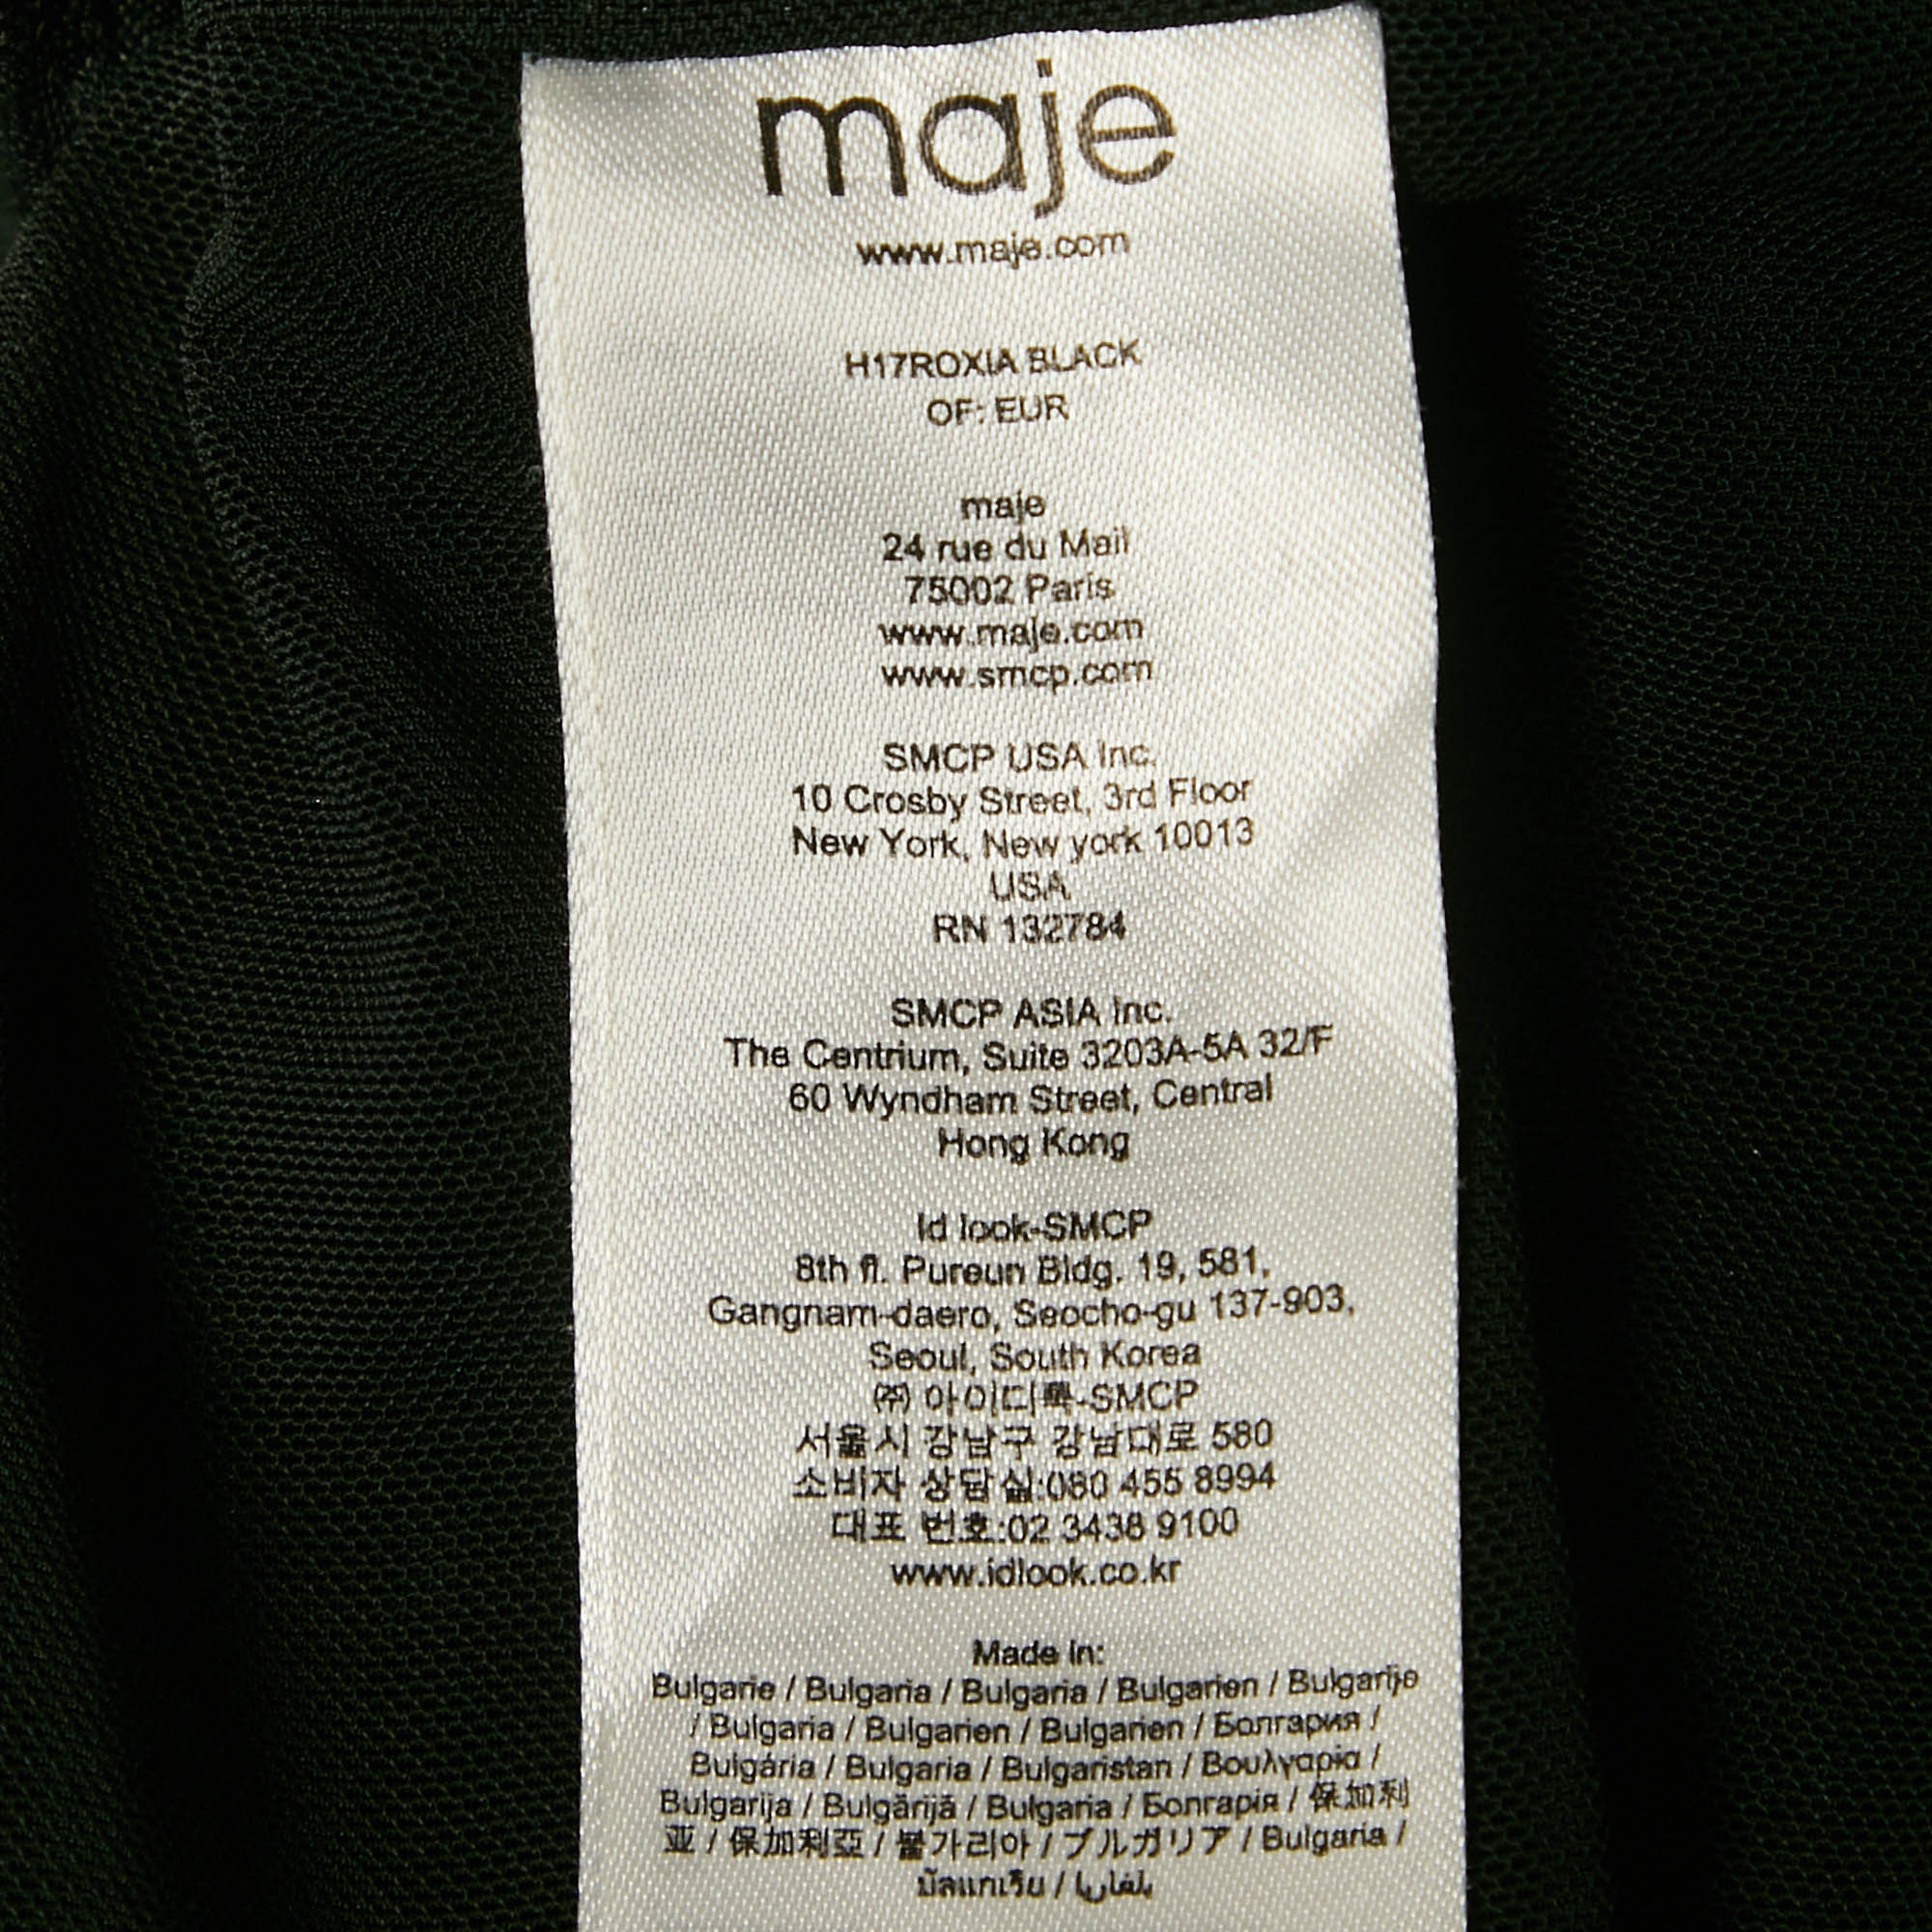 maje
www.maje.com
H17ROXIA BLACK
OF: EUR
maje
24 rue du Mail
75002 Paris
www.maje.com
www.smcp.com
SMCP USA Inc.
10 Crosby Street, 3rd Floor
New York, New york 10013
USA
RN 132784
SMCP ASIA Inc.
The Centrium, Suite 3203A-5A 32/F
60 Wyndham Street, Central
Hong Kong
Id look-SMCP
8th fl. Pureun Bldg. 19, 581,
Gangnam-daero, Seocho-gu 137-903,
Seoul, South Korea
㈜ 아이디룩-SMCP
서울시 강남구 강남대로 580
소비자 상담실:080 455 8994
대표 번호:02 3438 9100
www.idlook.co.kr
Made in:
Bulgarie / Bulgaria / Bulgaria / Bulgarien / Bulgarije
/ Bulgaria / Bulgarien / Bulgarien / Болгария /
Bulgária / Bulgaria / Bulgaristan / Βουλγαρία /
Bulgarija / Bulgārijā / Bulgaria / Болгарія / 保加利
亚 / 保加利亞 / 불가리아 / ブルガリア / Bulgaria /
บัลแกเรีย / بلغاريا